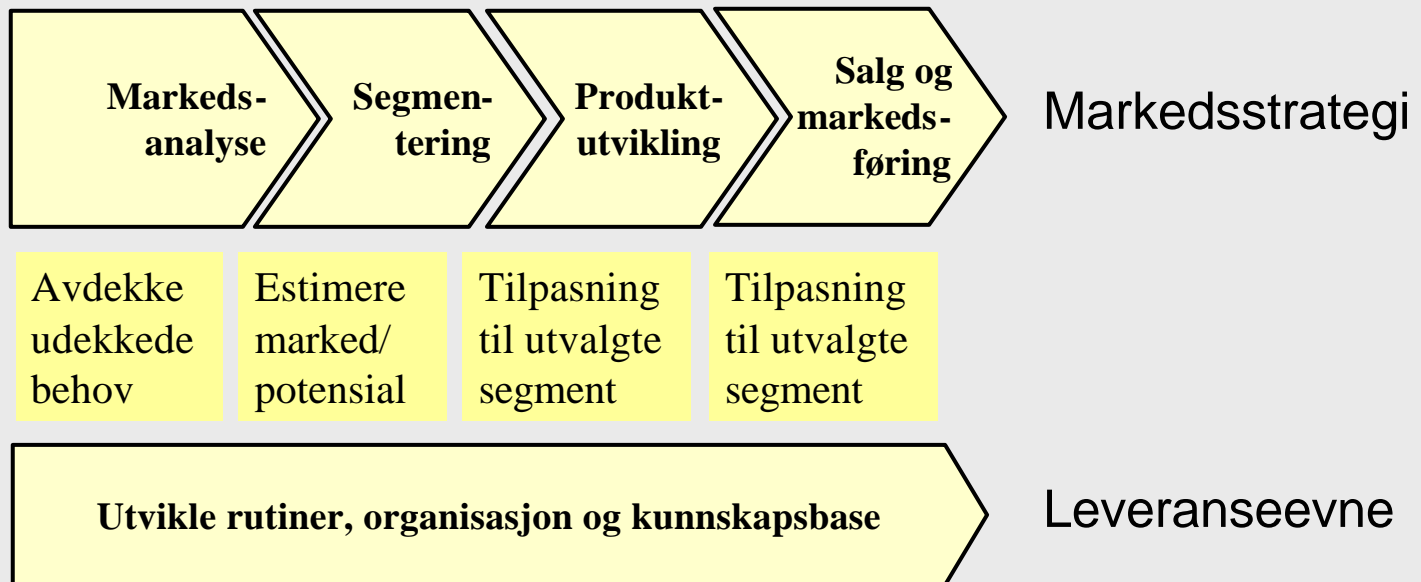 Markeds-
analyse
Segmen-
tering
Produkt-
utvikling
Salg og
markeds-
føring
Markedsstrategi
Avdekke
udekkede
behov
Estimere
marked/
potensial
Tilpasning
til utvalgte
segment
Tilpasning
til utvalgte
segment
Utvikle rutiner, organisasjon og kunnskapsbase
Leveranseevne